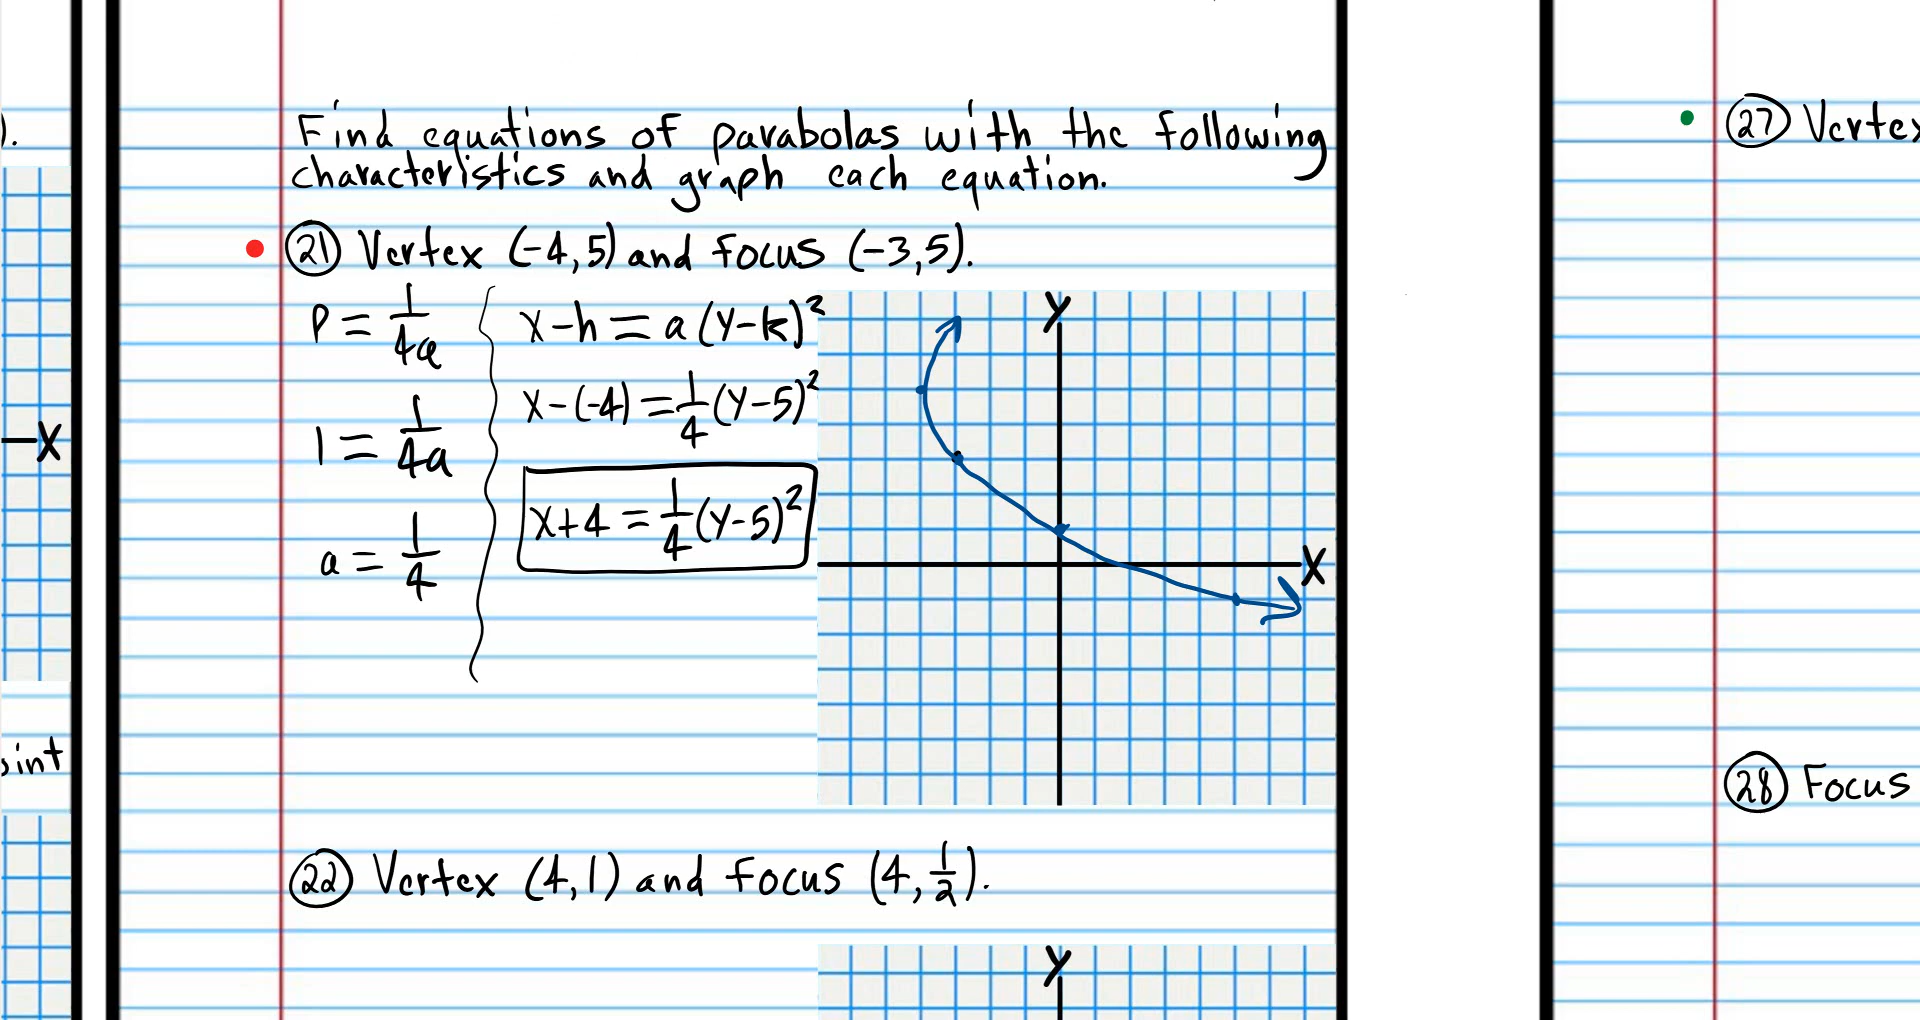 Find equations of parabolas with the following
characteristics and graph each equation.
21 Vertex (-4,5) and focus (-3,5).
P = 1/4a
1 = 1/4a
a = 1/4
x-h = a(y-k)²
x-(-4) = 1/4(y-5)²
x+4 = 1/4(y-5)²
y
x
22 Vertex (4,1) and focus (4,1/2).
y
).
x
27 Vertex
28 Focus